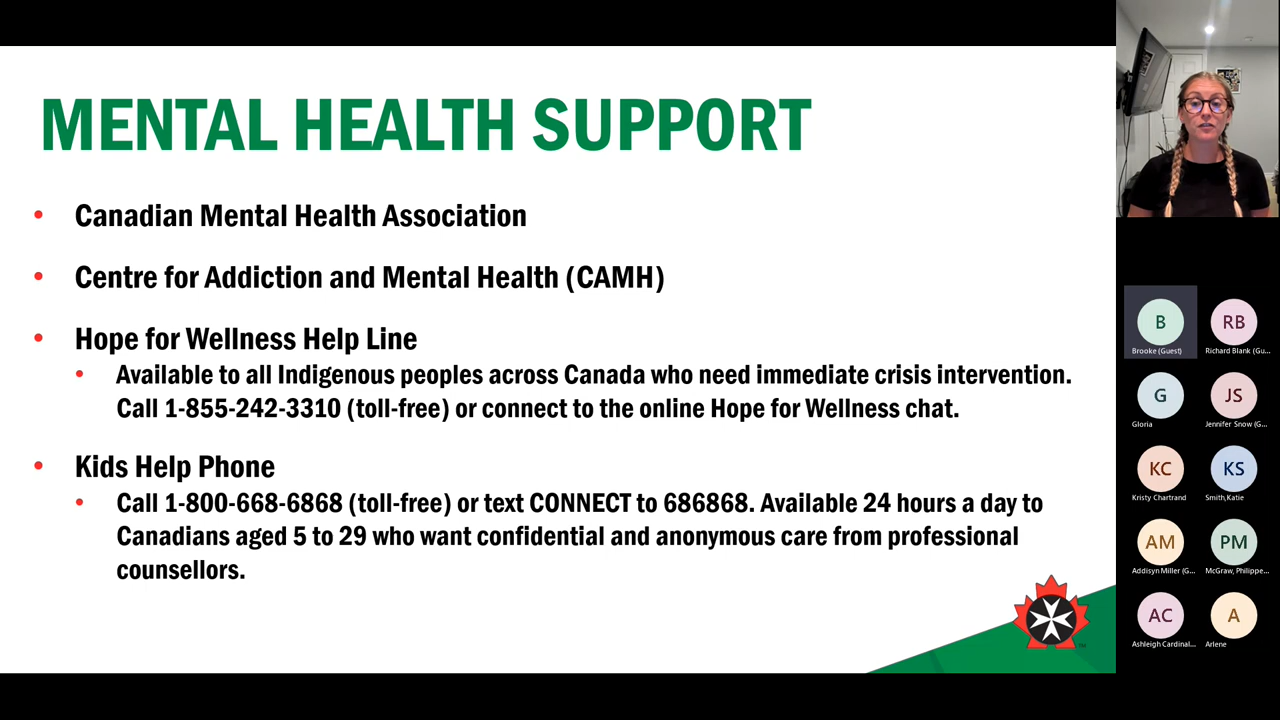 MENTAL HEALTH SUPPORT
• Canadian Mental Health Association
• Centre for Addiction and Mental Health (CAMH)
• Hope for Wellness Help Line
• Available to all Indigenous peoples across Canada who need immediate crisis intervention.
Call 1-855-242-3310 (toll-free) or connect to the online Hope for Wellness chat.
• Kids Help Phone
• Call 1-800-668-6868 (toll-free) or text CONNECT to 686868. Available 24 hours a day to
Canadians aged 5 to 29 who want confidential and anonymous care from professional
counsellors.
B
Brooke (Guest)
RB
Richard Blank (Gu...
G
Gloria
JS
Jennifer Snow (G...
KC
Kristy Chartrand
KS
Smith,Katie
AM
Addisyn Miller (G...
PM
McGraw, Philippe...
AC
Ashleigh Cardinal...
A
Arlene